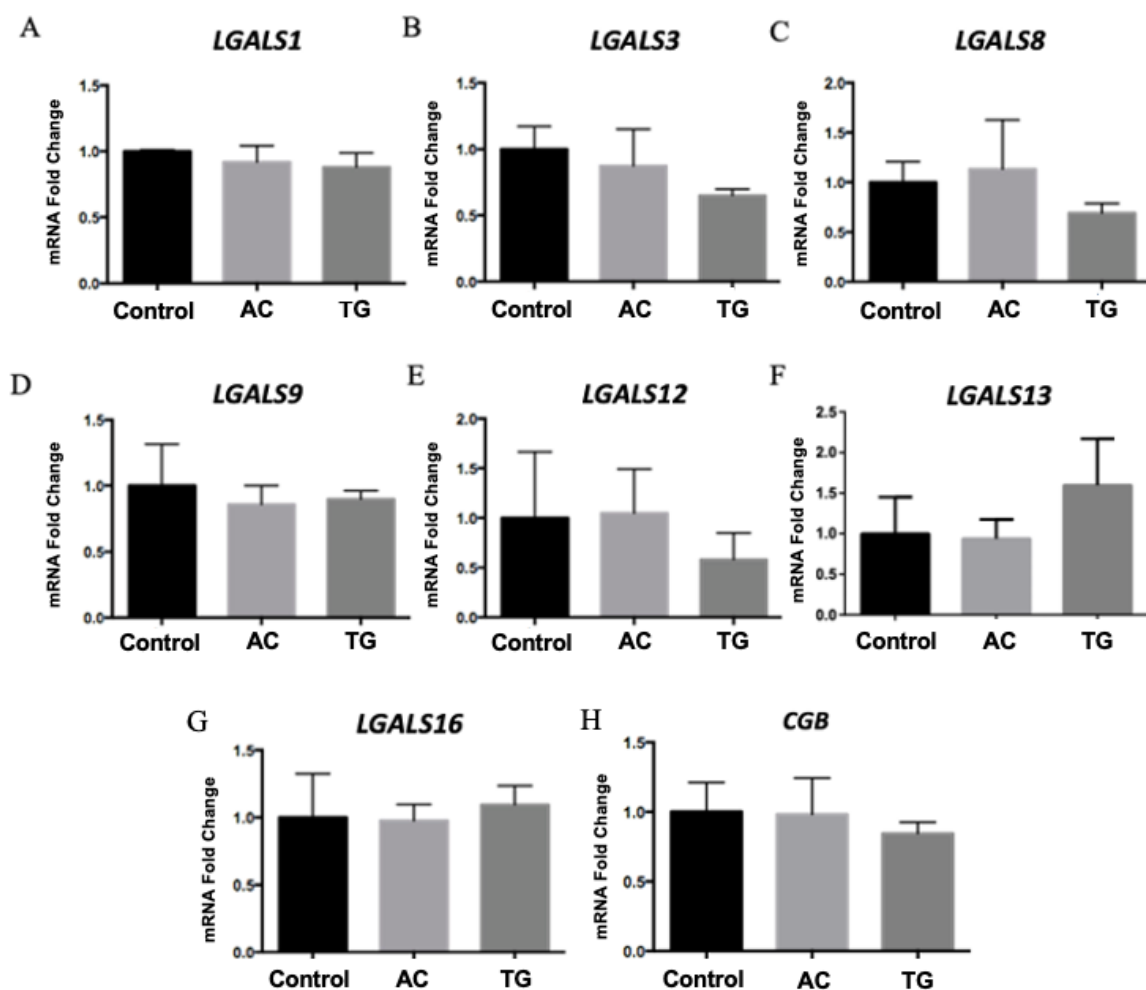 A
LGALS1
mRNA Fold Change
1.5
1.0
0.5
0.0
Control AC TG
B
LGALS3
mRNA Fold Change
1.5
1.0
0.5
0.0
Control AC TG
C
LGALS8
mRNA Fold Change
2.0
1.5
1.0
0.5
0.0
Control AC TG
D
LGALS9
mRNA Fold Change
1.5
1.0
0.5
0.0
Control AC TG
E
LGALS12
mRNA Fold Change
2.0
1.5
1.0
0.5
0.0
Control AC TG
F
LGALS13
mRNA Fold Change
2.5
2.0
1.5
1.0
0.5
0.0
Control AC TG
G
LGALS16
mRNA Fold Change
1.5
1.0
0.5
0.0
Control AC TG
H
CGB
mRNA Fold Change
1.5
1.0
0.5
0.0
Control AC TG